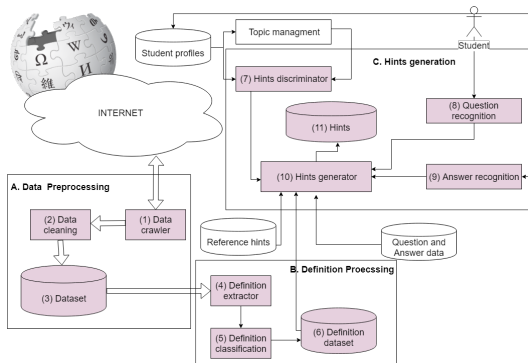 Ω
W
И
維
Student profiles
Topic managment
Student
C. Hints generation
(7) Hints discriminator
(8) Question
recognition
INTERNET
(11) Hints
(10) Hints generator
(9) Answer recognition
A. Data Preprocessing
(2) Data
cleaning
(1) Data
crawler
Reference hints
Question and
Answer data
(3) Dataset
B. Definition Proecssing
(4) Definition
extractor
(5) Definition
classification
(6) Definition
dataset